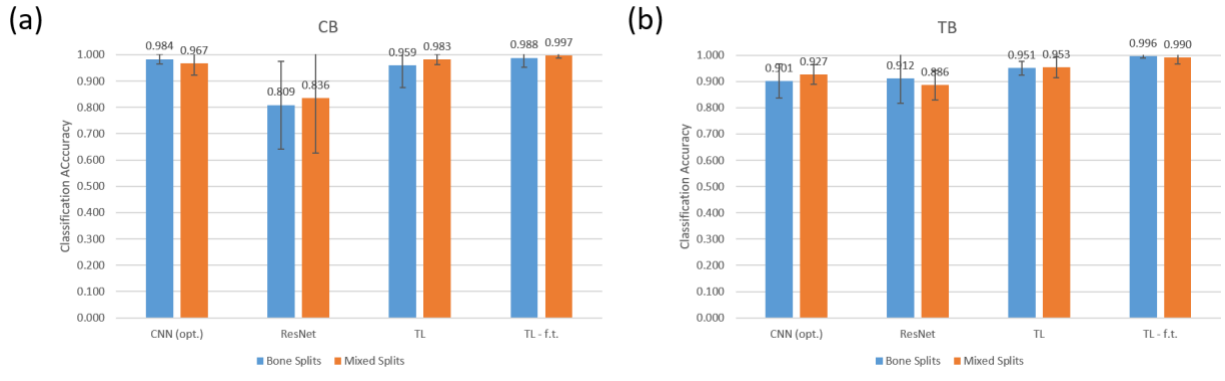 (a)
CB
0.984 0.967 0.809 0.836 0.959 0.983 0.988 0.997
1.000
0.900
0.800
0.700
0.600
0.500
0.400
0.300
0.200
0.100
0.000
Classification ACccuracy
CNN (opt.) ResNet TL TL - f.t.
Bone Splits Mixed Splits
(b)
TB
0.901 0.927 0.912 0.886 0.951 0.953 0.996 0.990
1.000
0.900
0.800
0.700
0.600
0.500
0.400
0.300
0.200
0.100
0.000
Classification Accuracy
CNN (opt.) ResNet TL TL - f.t.
Bone Splits Mixed Splits